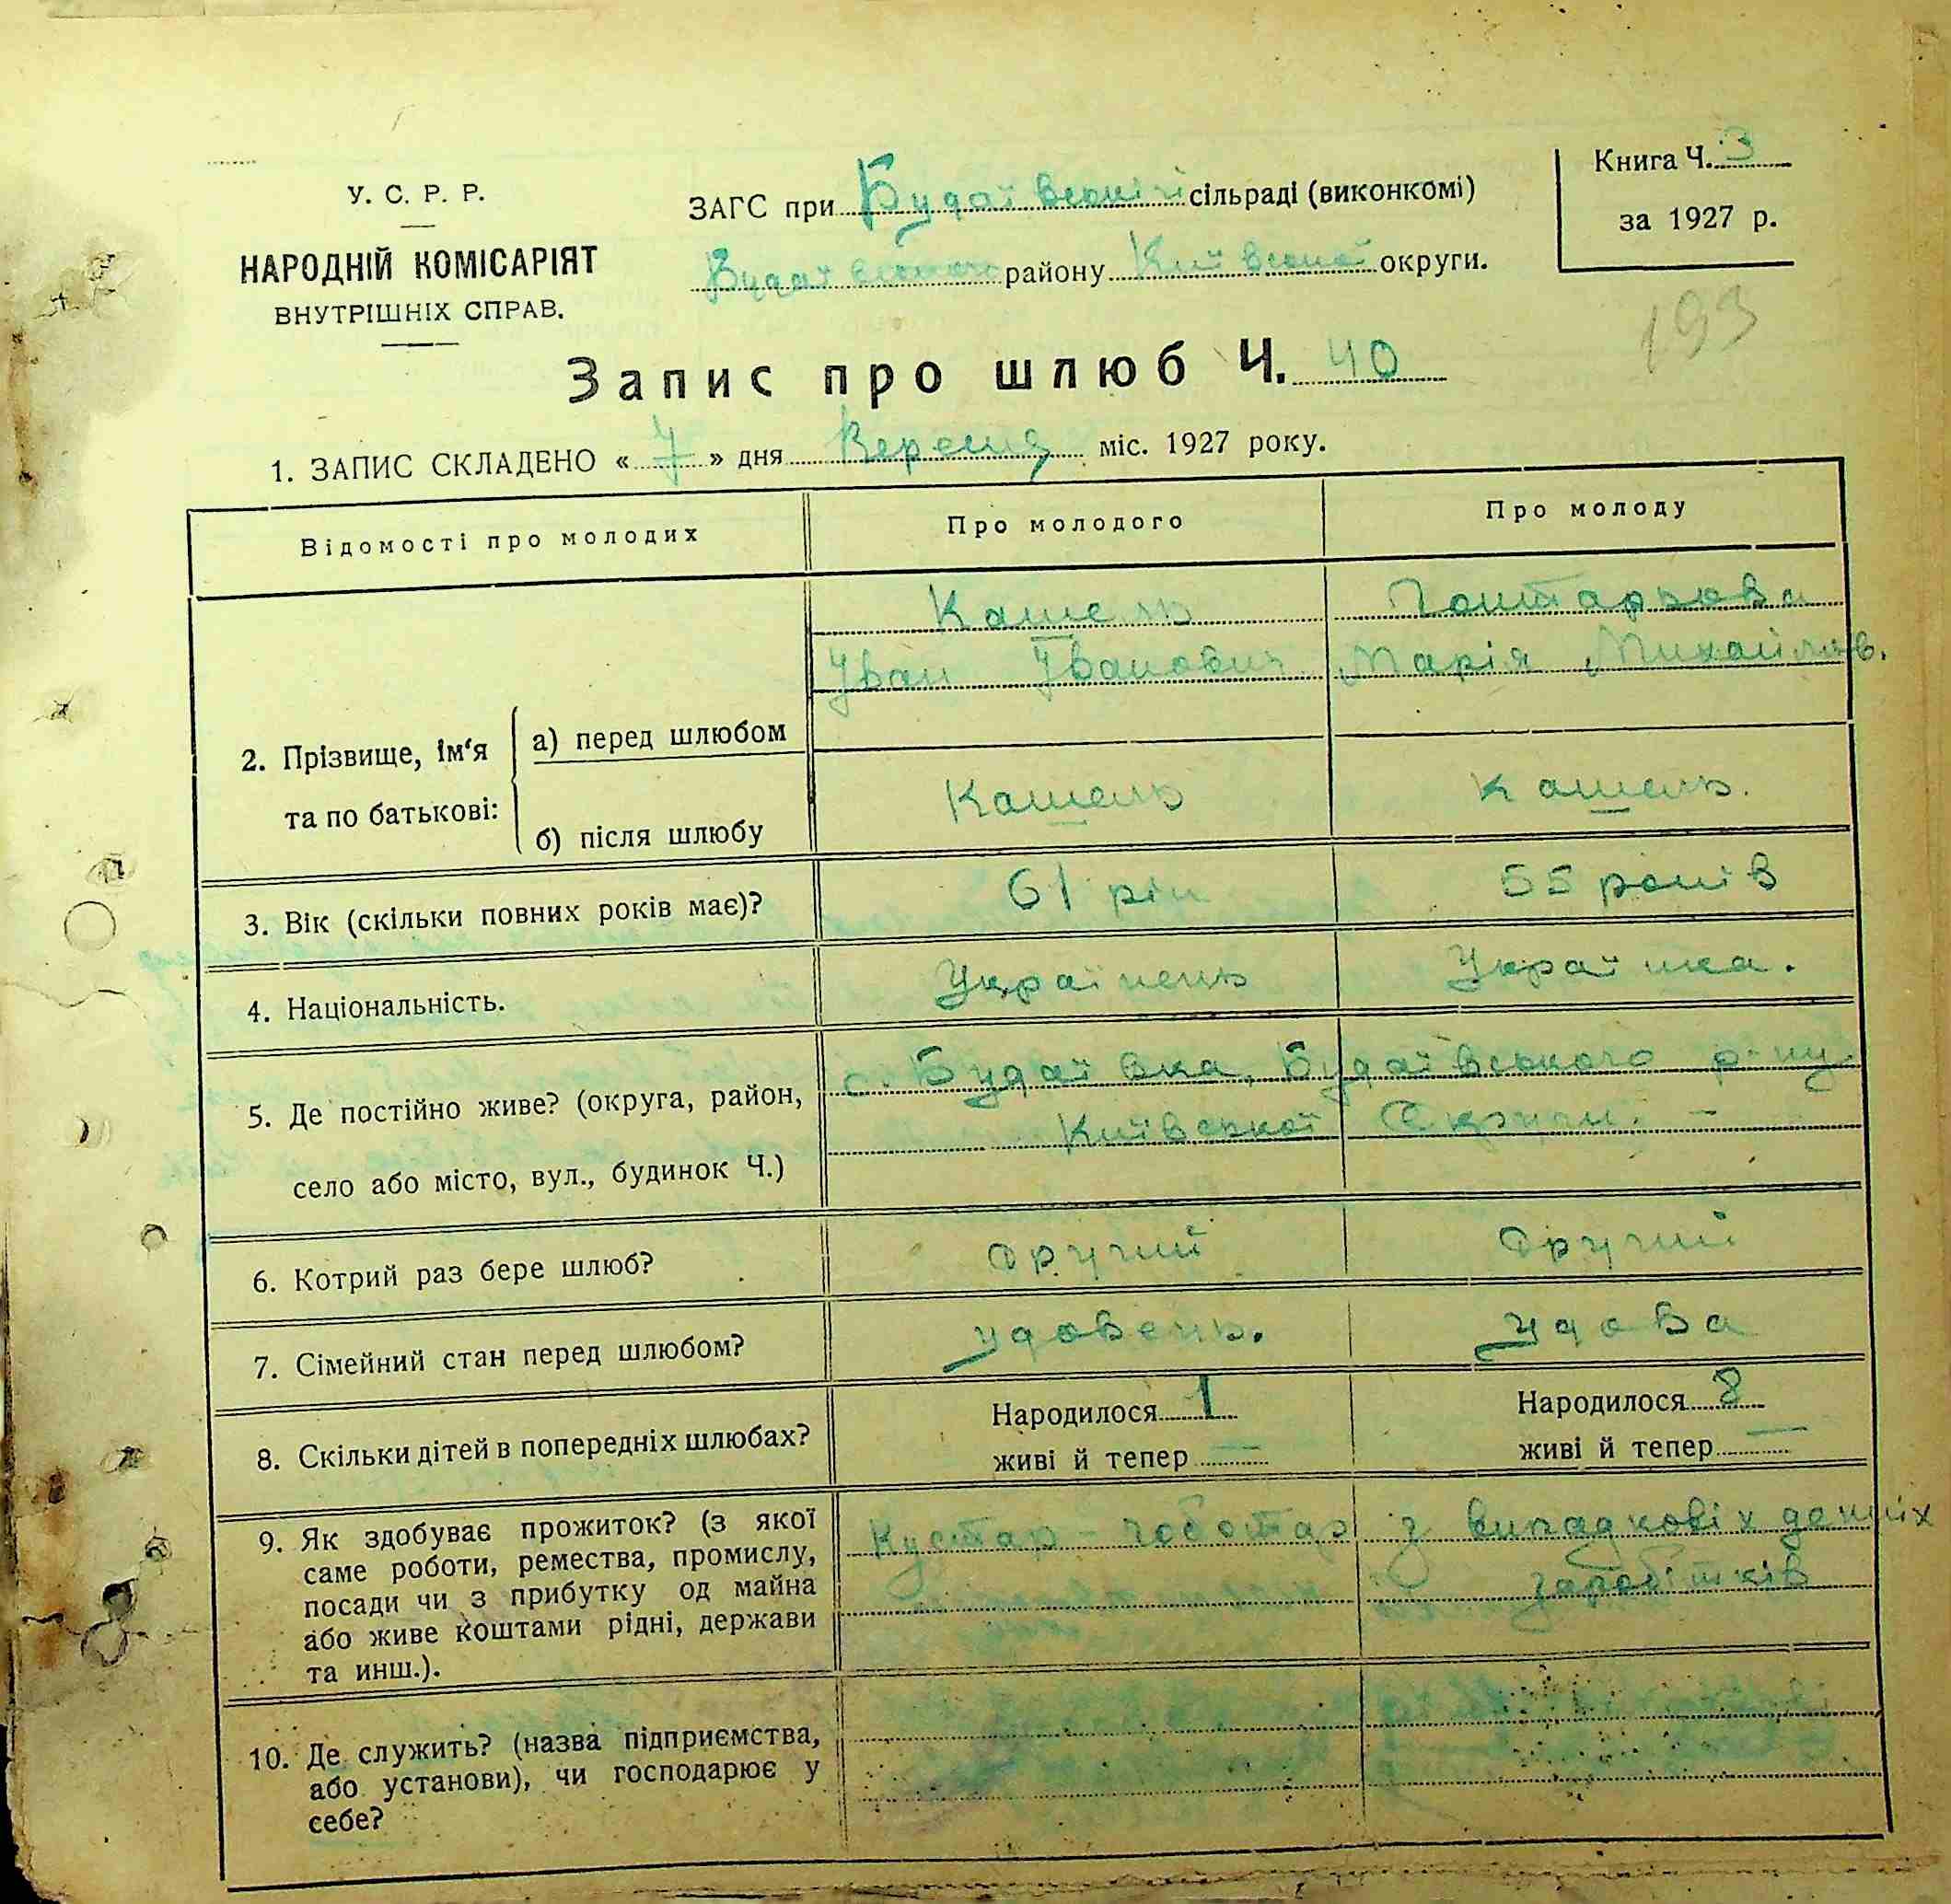 Книга Ч. 3
за 1927 р.
У. С. Р. Р.
НАРОДНІЙ КОМІСАРІЯТ
ВНУТРІШНІХ СПРАВ.
ЗАГС при Будаївській сільраді (виконкомі)
Будаївського району Київської округи.
193
Запис про шлюб Ч. 40
1. ЗАПИС СКЛАДЕНО « 7 » дня Вересня міс. 1927 року.
Відомості про молодих
Про молодого
Про молоду
2. Прізвище, ім‘я та по батькові:
а) перед шлюбом
Кашель
Іван Іванович
Марія Михайлов.
б) після шлюбу
Кашель
Кашель.
3. Вік (скільки повних років має)?
61 рік
55 років
4. Національність.
Українець
Українка.
5. Де постійно живе? (округа, район,
село або місто, вул., будинок Ч.)
с. Будаївка, Будаївського р-ну
Київської Округи. —
6. Котрий раз бере шлюб?
другий
другий
7. Сімейний стан перед шлюбом?
удовець.
удова
8. Скільки дітей в попередніх шлюбах?
Народилося 1
живі й тепер —
Народилося 8
живі й тепер —
9. Як здобуває прожиток? (з якої
саме роботи, ремества, промислу,
посади чи з прибутку од майна
або живе коштами рідні, держави
та инш.).
Кустар - чоботар
з випадкових
заробітків
10. Де служить? (назва підприємства,
або установи), чи господарює у
себе?